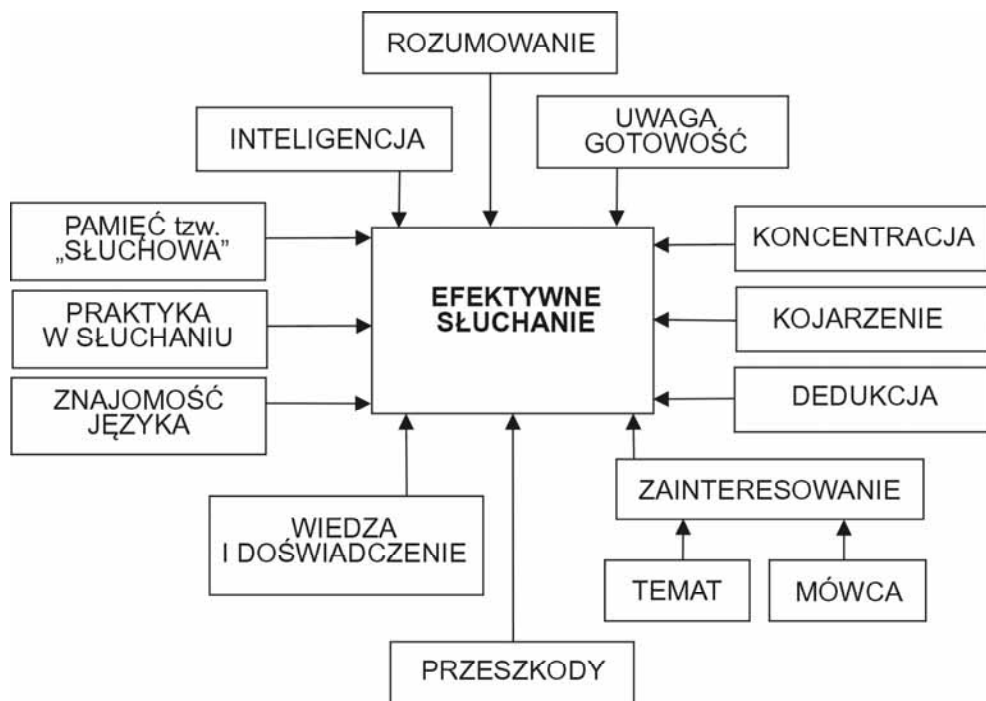 ROZUMOWANIE
INTELIGENCJA
UWAGA
GOTOWOŚĆ
PAMIĘĆ tzw.
„SŁUCHOWA”
KONCENTRACJA
EFEKTYWNE
SŁUCHANIE
PRAKTYKA
W SŁUCHANIU
KOJARZENIE
ZNAJOMOŚĆ
JĘZYKA
DEDUKCJA
ZAINTERESOWANIE
WIEDZA
I DOŚWIADCZENIE
TEMAT
MÓWCA
PRZESZKODY